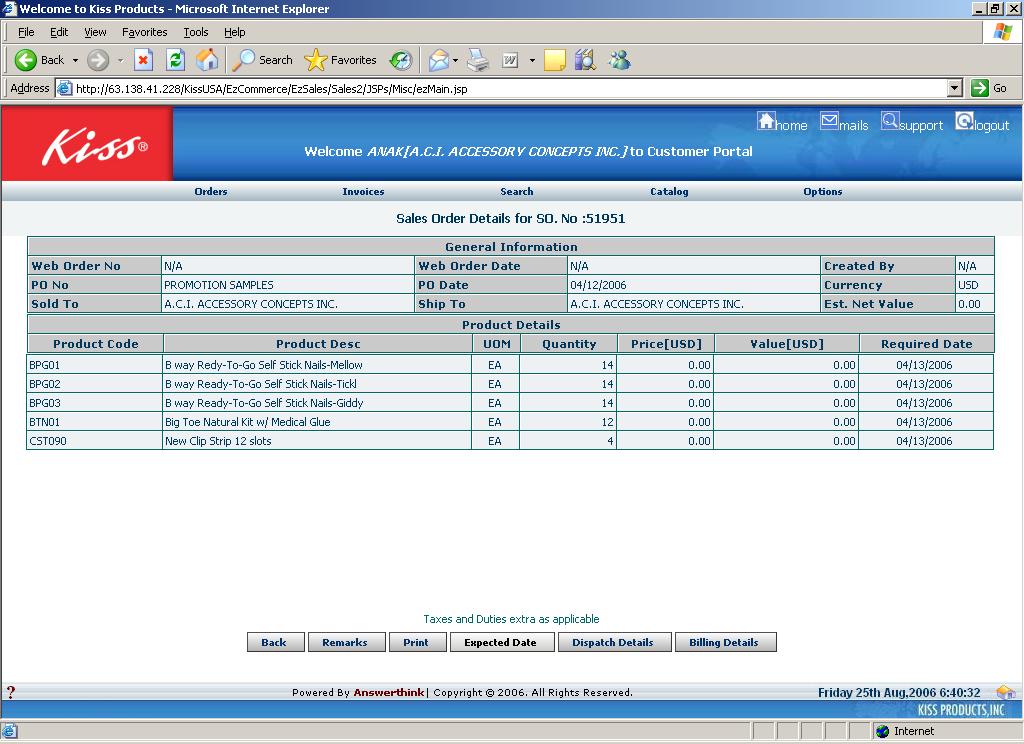 Welcome to Kiss Products - Microsoft Internet Explorer
File Edit View Favorites Tools Help
Back Search Favorites
Address http://63.138.41.228/KissUSA/EzCommerce/EzSales/Sales2/JSPs/Misc/ezMain.jsp Go
home mails support logout
Kiss®
Welcome ANAK[A.C.I. ACCESSORY CONCEPTS INC.]to Customer Portal
Orders Invoices Search Catalog Options
Sales Order Details for SO. No :51951
General Information
Web Order No N/A Web Order Date N/A Created By N/A
PO No PROMOTION SAMPLES PO Date 04/12/2006 Currency USD
Sold To A.C.I. ACCESSORY CONCEPTS INC. Ship To A.C.I. ACCESSORY CONCEPTS INC. Est. Net Value 0.00
Product Details
Product Code Product Desc UOM Quantity Price[USD] Value[USD] Required Date
BPG01 B way Redy-To-Go Self Stick Nails-Mellow EA 14 0.00 0.00 04/13/2006
BPG02 B way Ready-To-Go Self Stick Nails-Tickl EA 14 0.00 0.00 04/13/2006
BPG03 B way Ready-To-Go Self Stick Nails-Giddy EA 14 0.00 0.00 04/13/2006
BTN01 Big Toe Natural Kit w/ Medical Glue EA 12 0.00 0.00 04/13/2006
CST090 New Clip Strip 12 slots EA 4 0.00 0.00 04/13/2006
Taxes and Duties extra as applicable
Back Remarks Print Expected Date Dispatch Details Billing Details
? Powered By Answerthink| Copyright © 2006. All Rights Reserved. Friday 25th Aug,2006 6:40:32
KISS PRODUCTS,INC
Internet